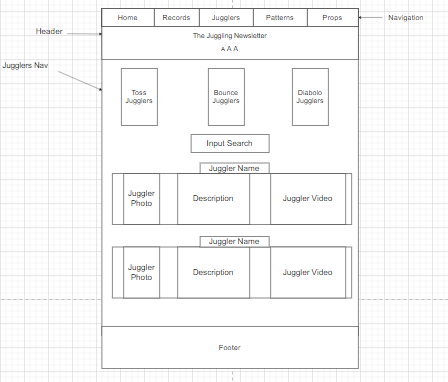 Home Records Jugglers Patterns Props
Navigation
Header
The Juggling Newsletter
A A A
Jugglers Nav
Toss
Jugglers
Bounce
Jugglers
Diabolo
Jugglers
Input Search
Juggler Name
Juggler
Photo
Description
Juggler Video
Juggler Name
Juggler
Photo
Description
Juggler Video
Footer